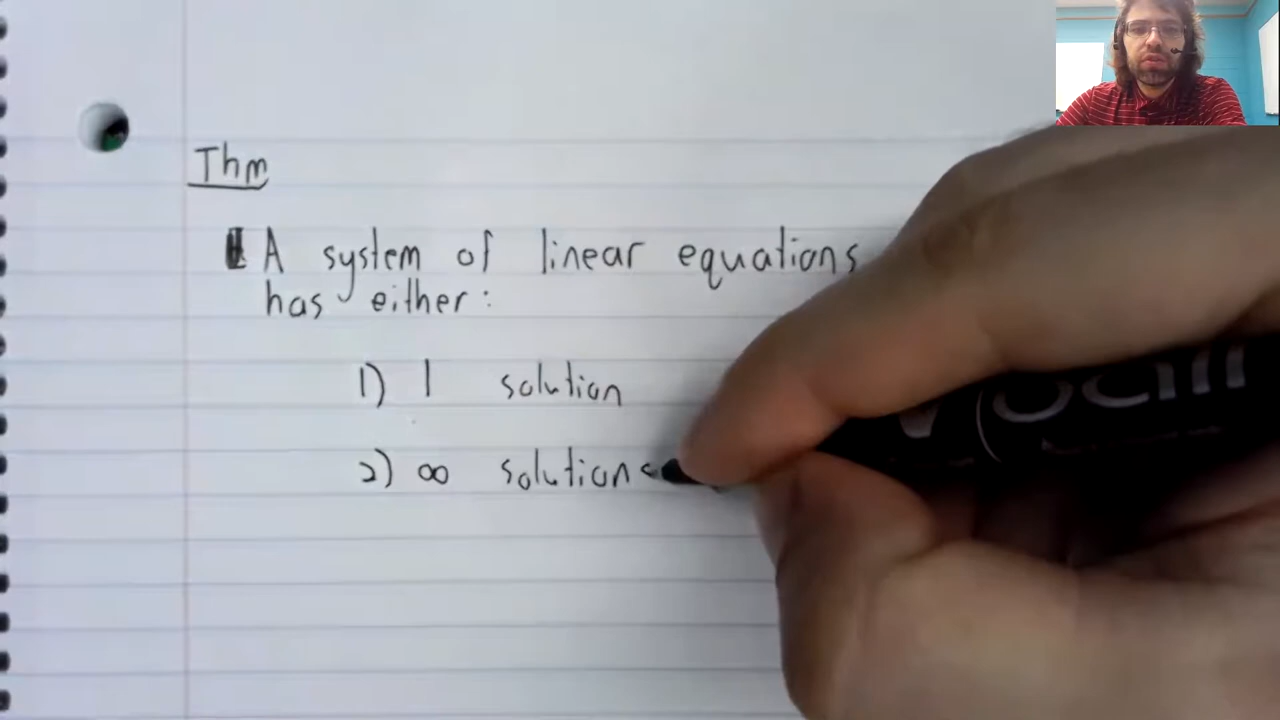 Thm
A system of linear equations
has either:
1) 1 solution
2) ∞ solutions